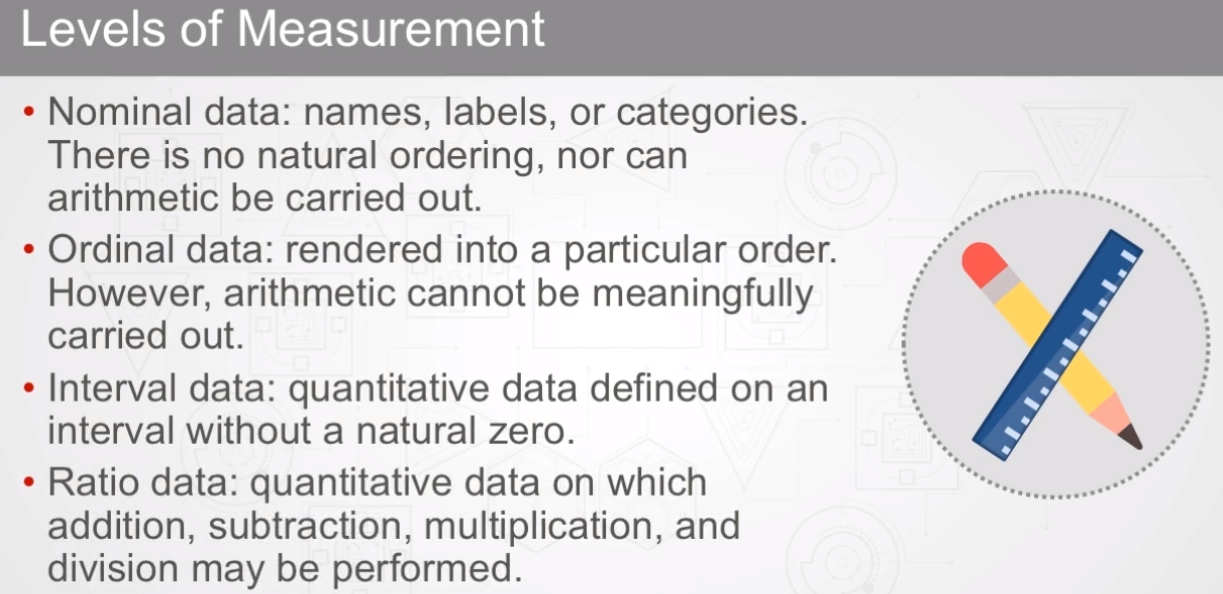 Levels of Measurement
• Nominal data: names, labels, or categories.
There is no natural ordering, nor can
arithmetic be carried out.
• Ordinal data: rendered into a particular order.
However, arithmetic cannot be meaningfully
carried out.
• Interval data: quantitative data defined on an
interval without a natural zero.
• Ratio data: quantitative data on which
addition, subtraction, multiplication, and
division may be performed.